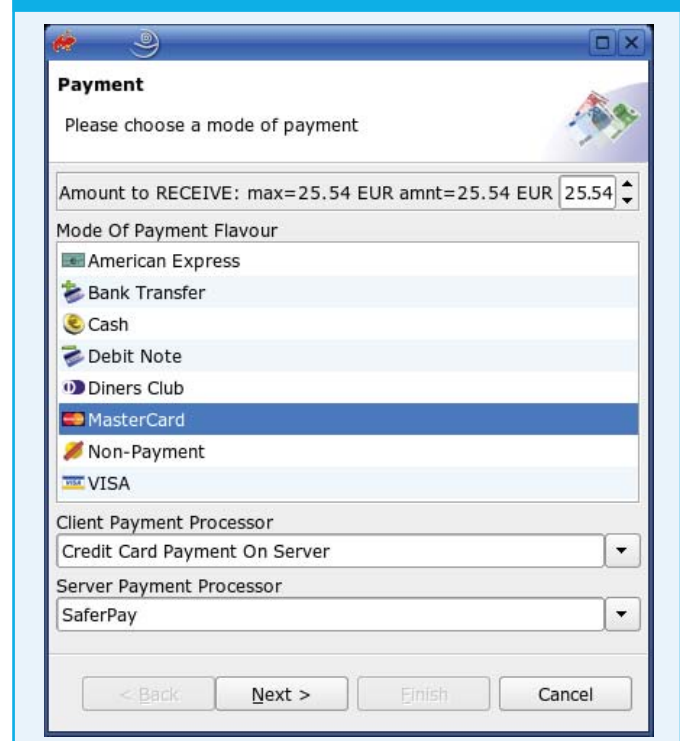 Payment
Please choose a mode of payment
Amount to RECEIVE: max=25.54 EUR amnt=25.54 EUR 25.54
Mode Of Payment Flavour
American Express
Bank Transfer
Cash
Debit Note
Diners Club
MasterCard
Non-Payment
VISA
Client Payment Processor
Credit Card Payment On Server
Server Payment Processor
SaferPay
< Back Next > Finish Cancel